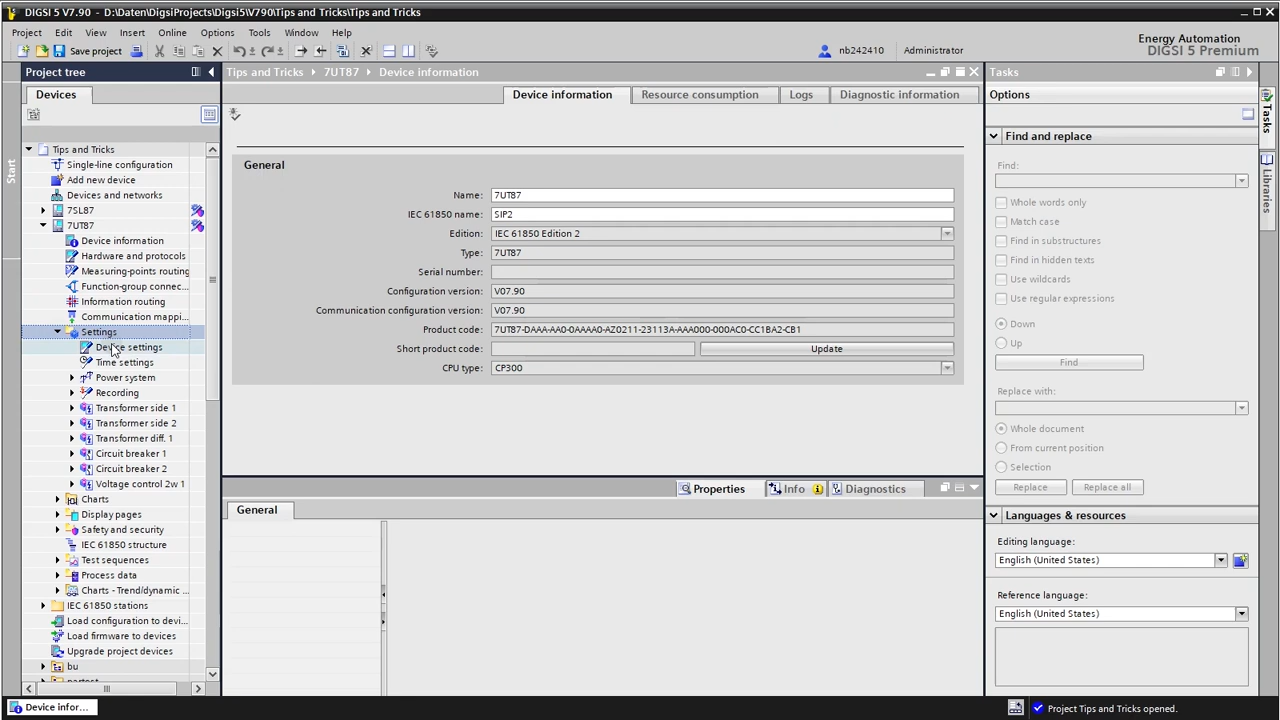 DIGSI 5 V7.90 - D:\Daten\DigsiProjects\Digsi5\V790\Tips and Tricks\Tips and Tricks
Project Edit View Insert Online Options Tools Window Help
Energy Automation
DIGSI 5 Premium
Save project
nb242410 Administrator
Project tree
Tips and Tricks 7UT87 Device information
Tasks
Devices
Device information Resource consumption Logs Diagnostic information
Options
Start
Tasks
Libraries
Tips and Tricks
Single-line configuration
Add new device
Devices and networks
7SL87
7UT87
Device information
Hardware and protocols
Measuring-points routing
Function-group connec...
Information routing
Communication mappi...
Settings
Device settings
Time settings
Power system
Recording
Transformer side 1
Transformer side 2
Transformer diff. 1
Circuit breaker 1
Circuit breaker 2
Voltage control 2w 1
Charts
Display pages
Safety and security
IEC 61850 structure
Test sequences
Process data
Charts - Trend/dynamic ...
IEC 61850 stations
Load configuration to devi...
Load firmware to devices
Upgrade project devices
bu
General
Name: 7UT87
IEC 61850 name: SIP2
Edition: IEC 61850 Edition 2
Type: 7UT87
Serial number:
Configuration version: V07.90
Communication configuration version: V07.90
Product code: 7UT87-DAAA-AA0-0AAAA0-AZ0211-23113A-AAA000-000AC0-CC1BA2-CB1
Short product code: Update
CPU type: CP300
Properties Info Diagnostics
General
Find and replace
Find:
Whole words only
Match case
Find in substructures
Find in hidden texts
Use wildcards
Use regular expressions
Down
Up
Find
Replace with:
Whole document
From current position
Selection
Replace Replace all
Languages & resources
Editing language:
English (United States)
Reference language:
English (United States)
Device infor...
Project Tips and Tricks opened.